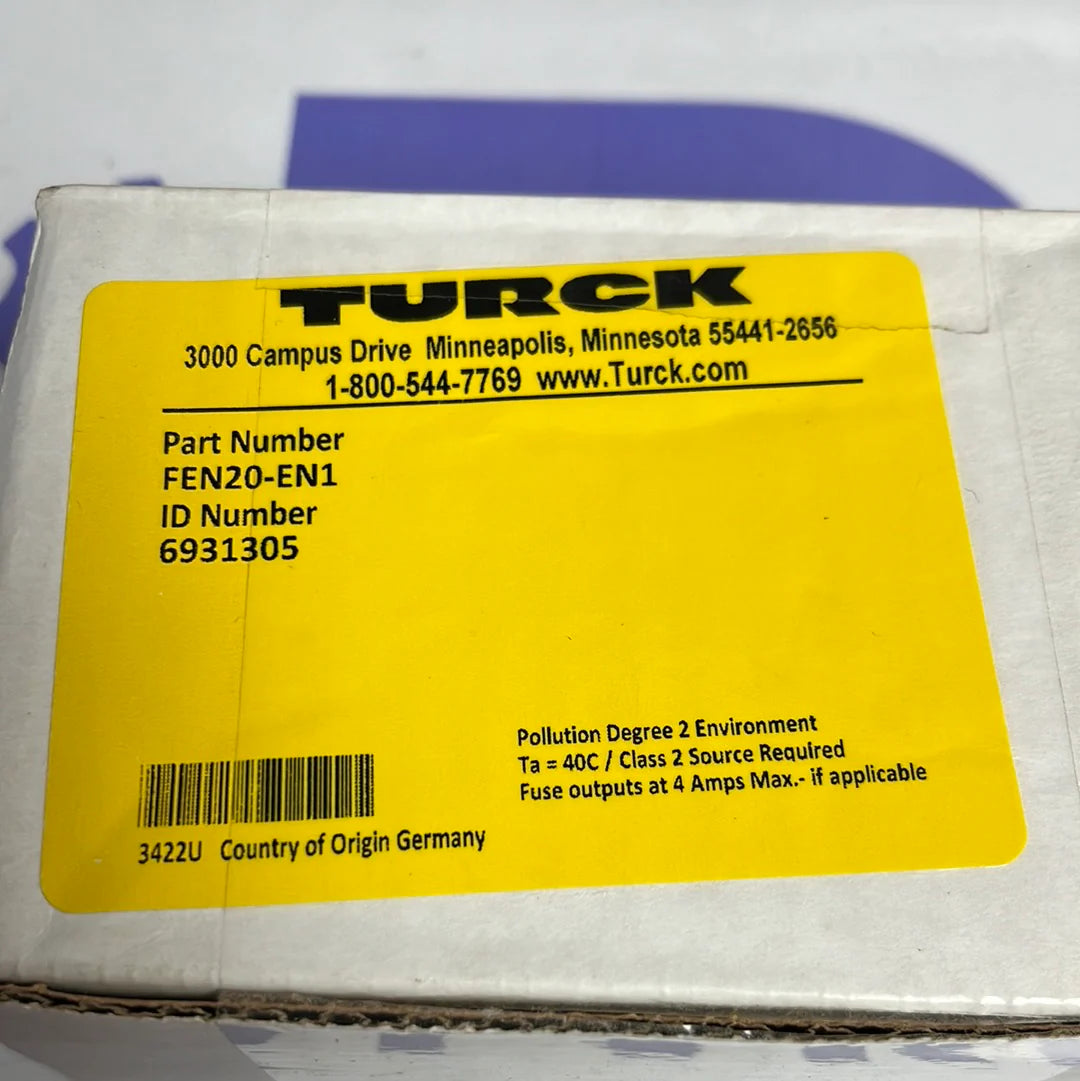 TURCK
3000 Campus Drive Minneapolis, Minnesota 55441-2656
1-800-544-7769 www.Turck.com
Part Number
FEN20-EN1
ID Number
6931305
Pollution Degree 2 Environment
Ta = 40C / Class 2 Source Required
Fuse outputs at 4 Amps Max.- if applicable
3422U Country of Origin Germany